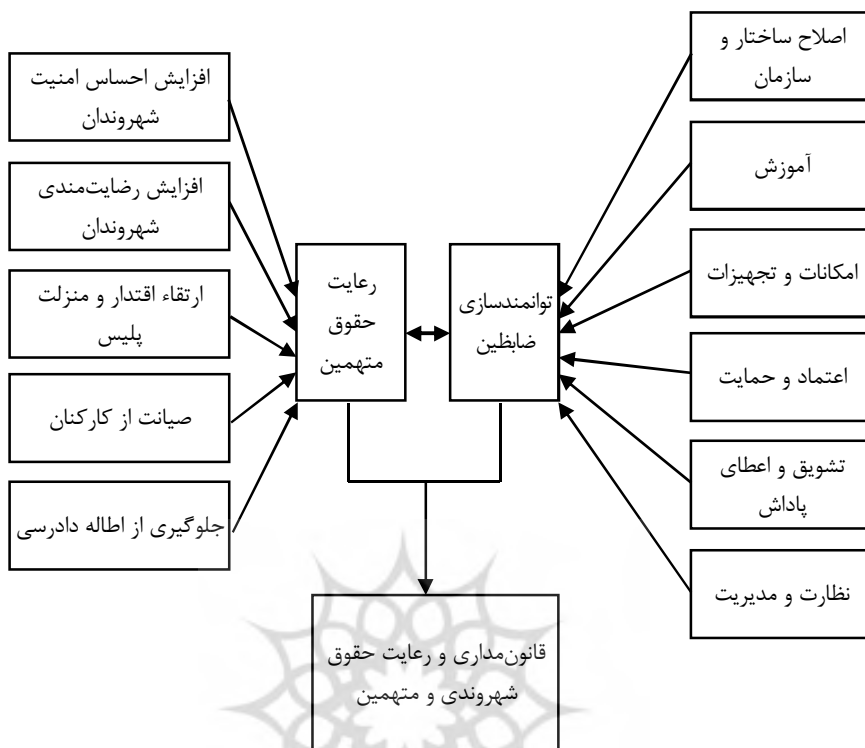 اصلاح ساختار و
سازمان
آموزش
امکانات و تجهیزات
اعتماد و حمایت
تشویق و اعطای
پاداش
نظارت و مدیریت
توانمندسازی
ضابظین
رعایت
حقوق
متهمین
افزایش احساس امنیت
شهروندان
افزایش رضایت‌مندی
شهروندان
ارتقاء اقتدار و منزلت
پلیس
صیانت از کارکنان
جلوگیری از اطاله دادرسی
قانون‌مداری و رعایت حقوق
شهروندی و متهمین